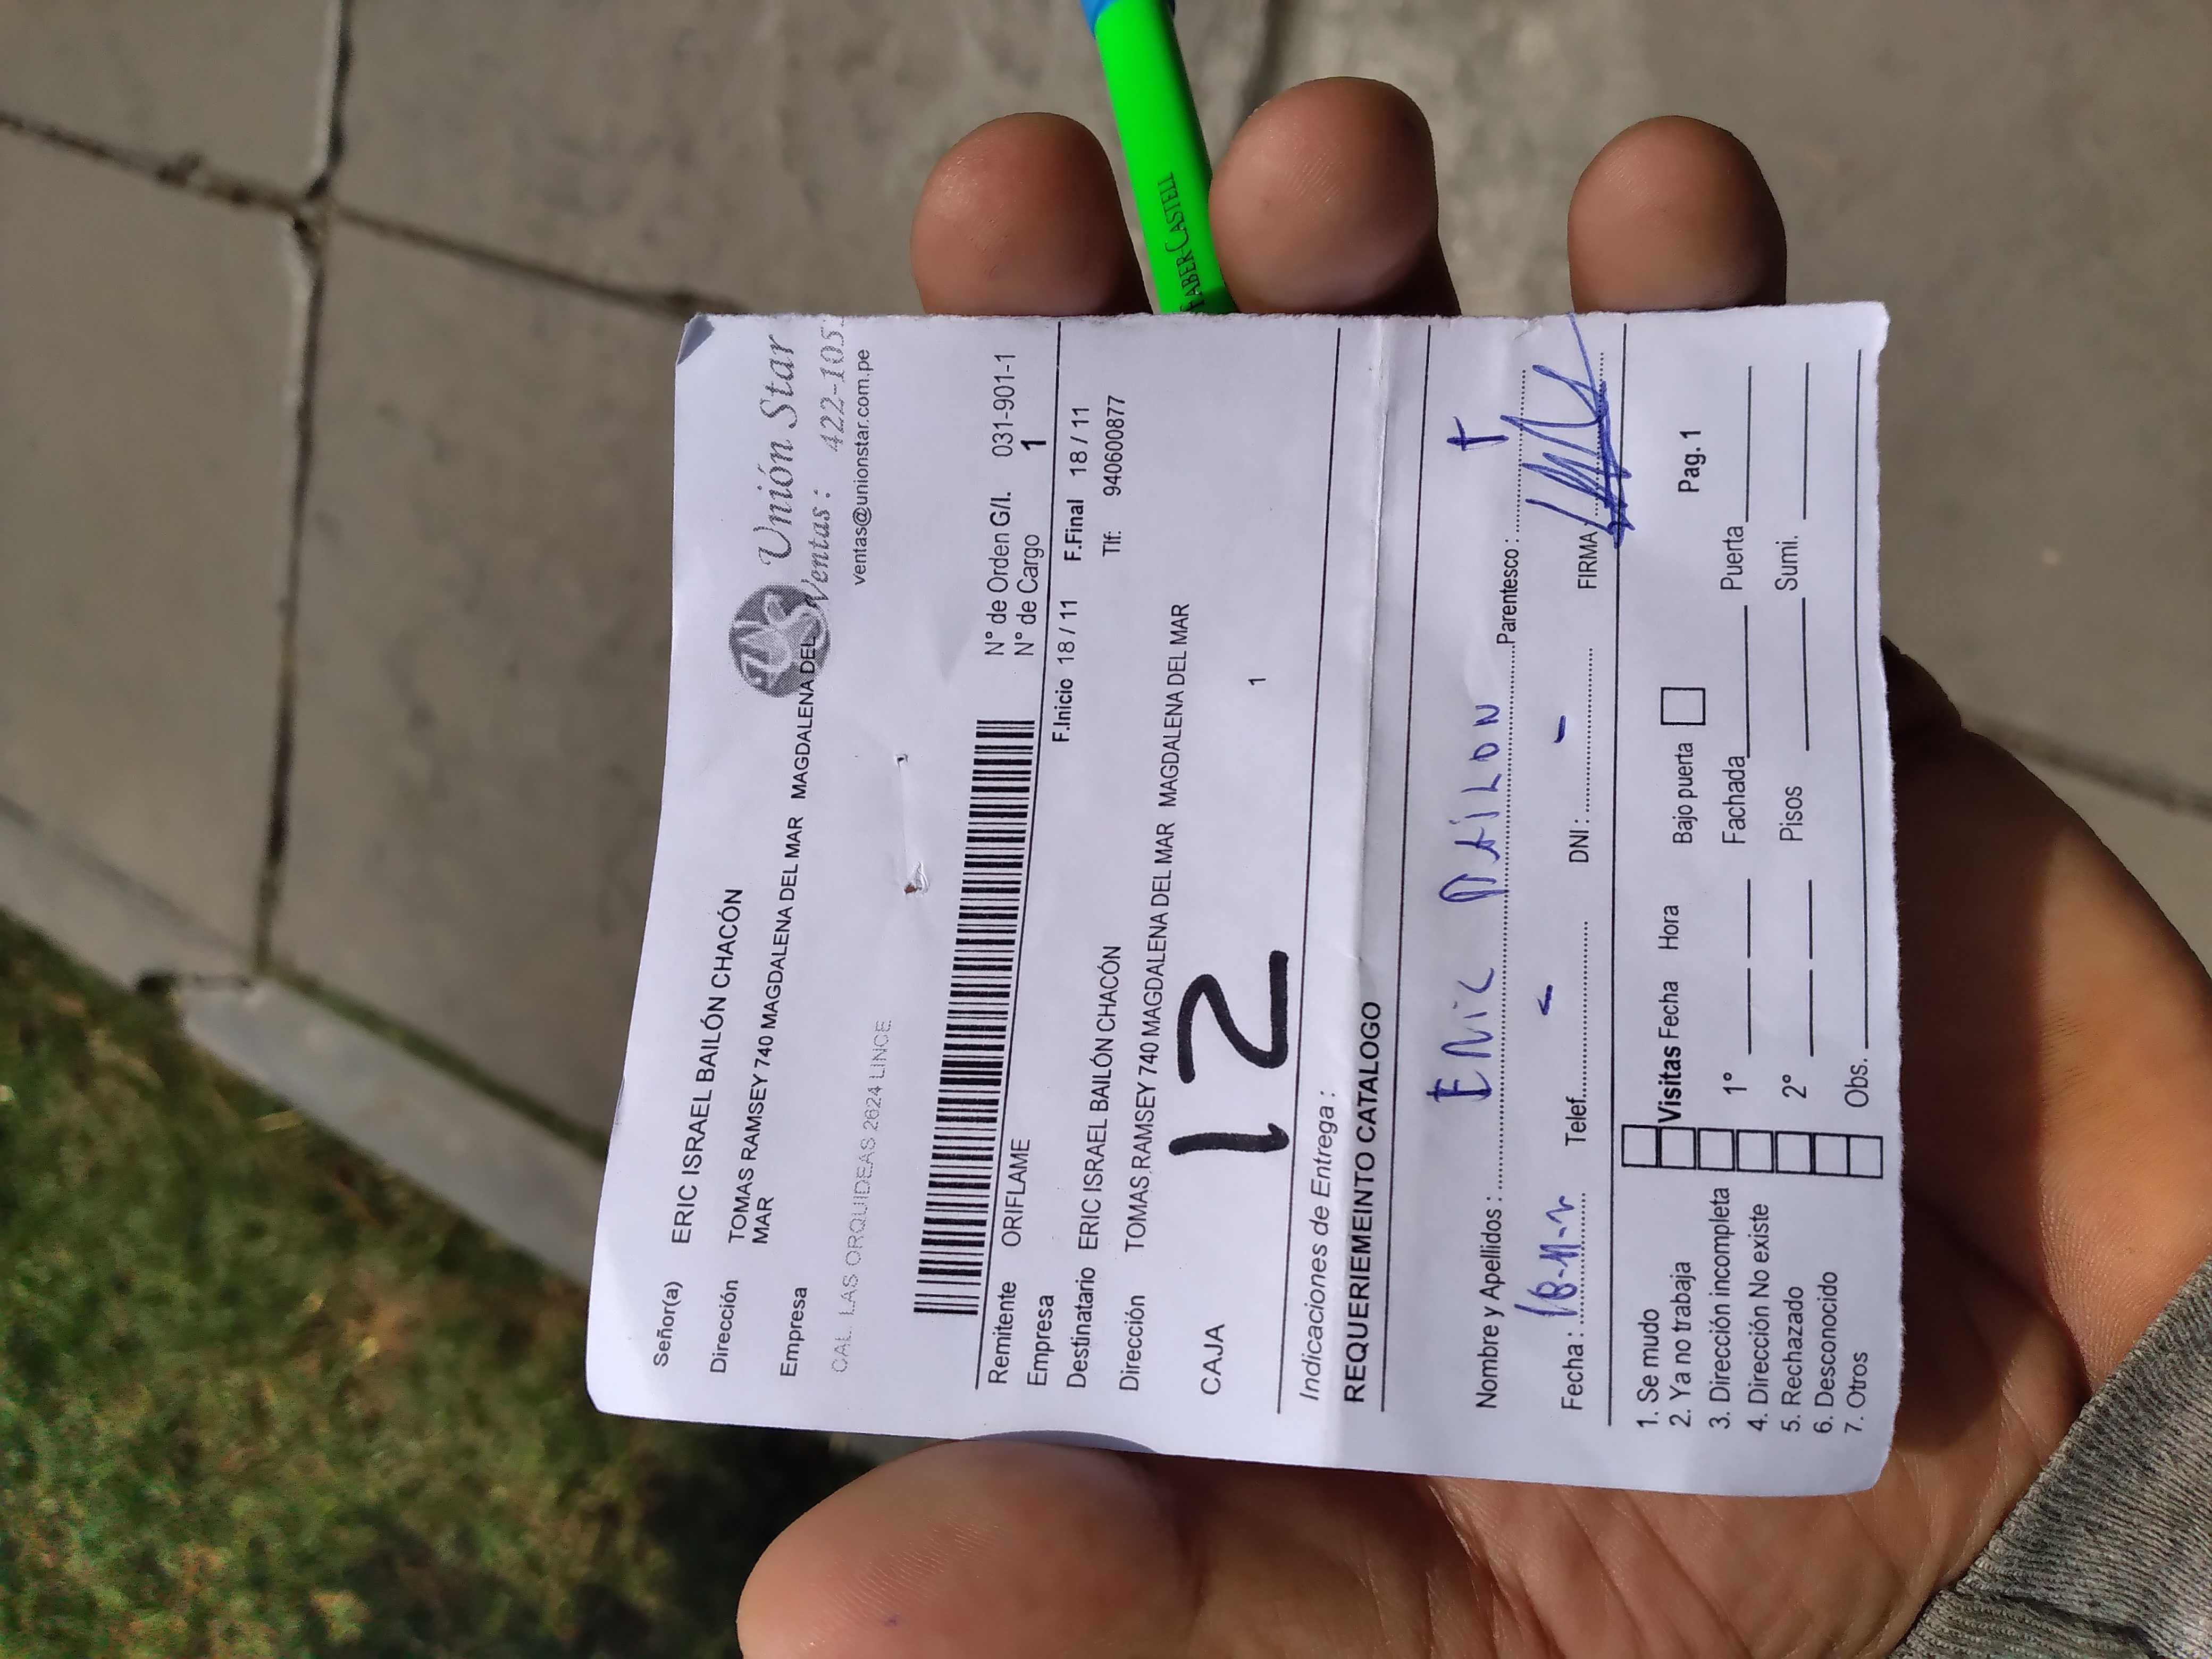 Unión Star
Ventas : 422-105
ventas@unionstar.com.pe
Señor(a) ERIC ISRAEL BAILÓN CHACÓN
Dirección TOMAS RAMSEY 740 MAGDALENA DEL MAR MAGDALENA DEL
MAR
Empresa
CAL. LAS ORQUIDEAS 2624 LINCE
N° de Orden G/I. 031-901-1
N° de Cargo 1
Remitente ORIFLAME
F.Inicio 18 / 11 F.Final 18 / 11
Empresa
Destinatario ERIC ISRAEL BAILÓN CHACÓN Tlf: 940600877
Dirección TOMAS RAMSEY 740 MAGDALENA DEL MAR MAGDALENA DEL MAR
CAJA 12 1
Indicaciones de Entrega :
REQUERIEMEINTO CATALOGO
Nombre y Apellidos : ERIC BAILON Parentesco : T
Fecha : 18-11-2 Telef. - DNI : - FIRMA
1. Se mudo
2. Ya no trabaja Visitas Fecha Hora Bajo puerta Pag. 1
3. Dirección incompleta 1° Fachada Puerta
4. Dirección No existe
5. Rechazado 2° Pisos Sumi.
6. Desconocido
7. Otros Obs.
FABER-CASTELL